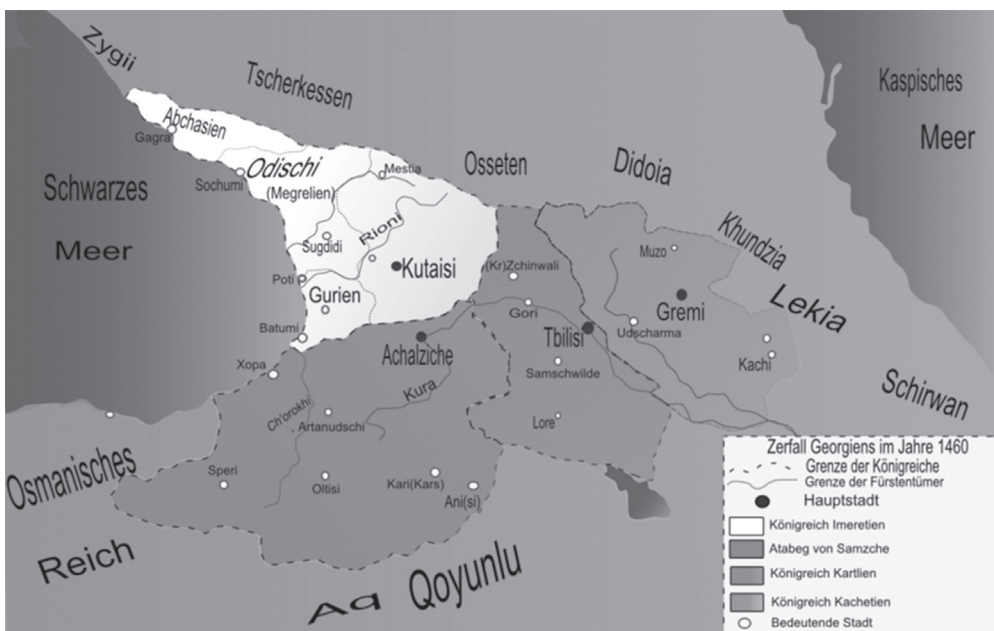 Zygii
Tscherkessen
Kaspisches
Meer
Abchasien
Gagra
Odischi
(Megrelien)
Sochumi
Mestia
Osseten
Didoia
Schwarzes
Meer
Sugdidi
Rioni
Kutaisi
Poti
Gurien
Batumi
(Kr)Zchinwali
Muzo
Khundzia
Gori
Gremi
Lekia
Tbilisi
Udscharma
Kachi
Xopa
Achalziche
Samschwilde
Kura
Schirwan
Ch'orokhi
Artanudschi
Lore
Osmanisches
Reich
Speri
Oltisi
Kari(Kars)
Ani(si)
Aq Qoyunlu
Zerfall Georgiens im Jahre 1460
Grenze der Königreiche
Grenze der Fürstentümer
Hauptstadt
Königreich Imeretien
Atabeg von Samzche
Königreich Kartlien
Königreich Kachetien
Bedeutende Stadt